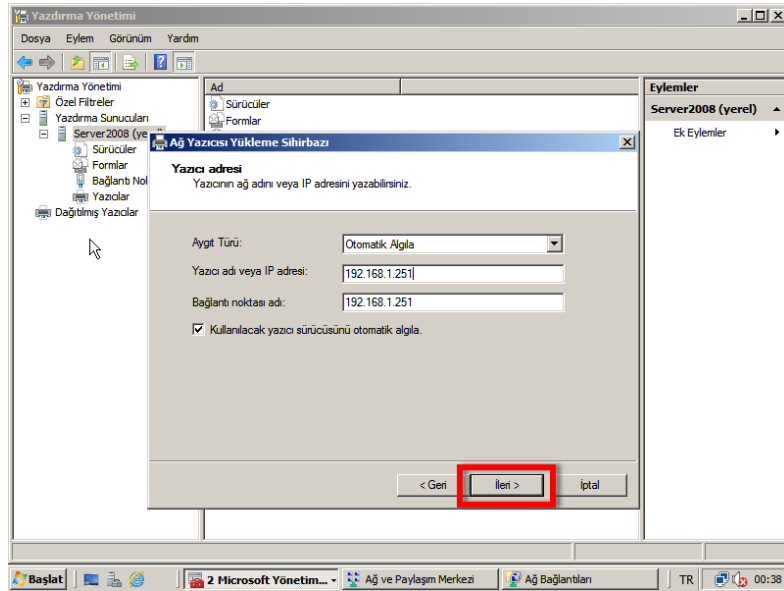 Yazdırma Yönetimi
Dosya Eylem Görünüm Yardım
Yazdırma Yönetimi
Özel Filtreler
Yazdırma Sunucuları
Server2008 (ye
Sürücüler
Formlar
Bağlantı Nol
Yazıcılar
Dağıtılmış Yazıcılar
Ad
Sürücüler
Formlar
Eylemler
Server2008 (yerel)
Ek Eylemler
Ağ Yazıcısı Yükleme Sihirbazı
Yazıcı adresi
Yazıcının ağ adını veya IP adresini yazabilirsiniz.
Aygıt Türü: Otomatik Algıla
Yazıcı adı veya IP adresi: 192.168.1.251
Bağlantı noktası adı: 192.168.1.251
Kullanılacak yazıcı sürücüsünü otomatik algıla.
< Geri İleri > İptal
Başlat 2 Microsoft Yönetim... Ağ ve Paylaşım Merkezi Ağ Bağlantıları TR 00:38